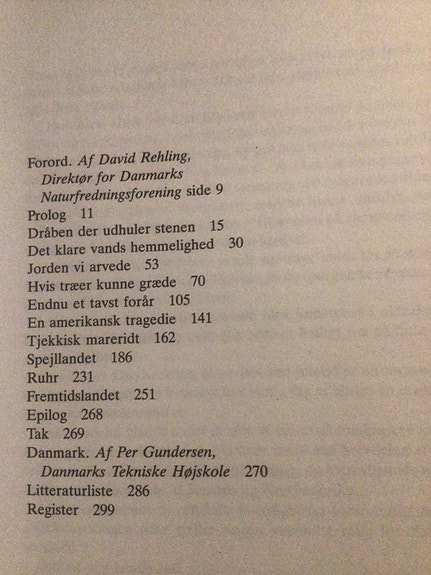 Forord. Af David Rehling,
Direktør for Danmarks
Naturfredningsforening side 9
Prolog 11
Dråben der udhuler stenen 15
Det klare vands hemmelighed 30
Jorden vi arvede 53
Hvis træer kunne græde 70
Endnu et tavst forår 105
En amerikansk tragedie 141
Tjekkisk mareridt 162
Spejllandet 186
Ruhr 231
Fremtidslandet 251
Epilog 268
Tak 269
Danmark. Af Per Gundersen,
Danmarks Tekniske Højskole 270
Litteraturliste 286
Register 299